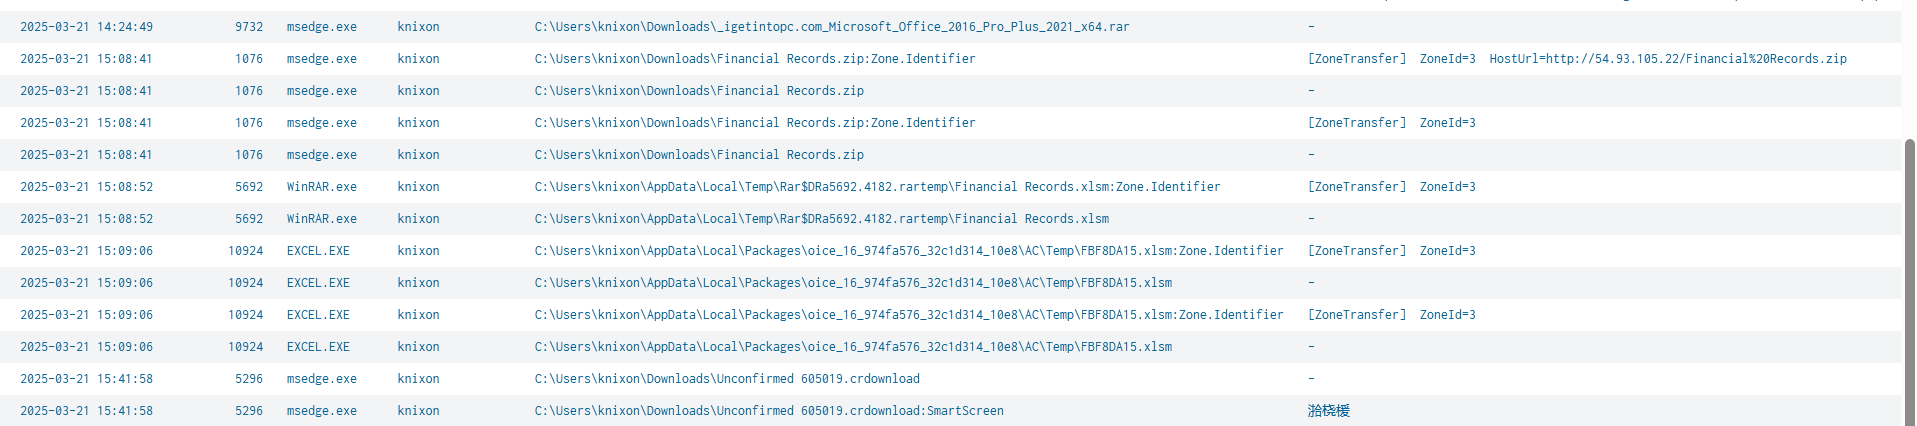 2025-03-21 14:24:49 9732 msedge.exe knixon C:\Users\knixon\Downloads\_igetintopc.com_Microsoft_Office_2016_Pro_Plus_2021_x64.rar -
2025-03-21 15:08:41 1076 msedge.exe knixon C:\Users\knixon\Downloads\Financial Records.zip:Zone.Identifier [ZoneTransfer] ZoneId=3 HostUrl=http://54.93.105.22/Financial%20Records.zip
2025-03-21 15:08:41 1076 msedge.exe knixon C:\Users\knixon\Downloads\Financial Records.zip -
2025-03-21 15:08:41 1076 msedge.exe knixon C:\Users\knixon\Downloads\Financial Records.zip:Zone.Identifier [ZoneTransfer] ZoneId=3
2025-03-21 15:08:41 1076 msedge.exe knixon C:\Users\knixon\Downloads\Financial Records.zip -
2025-03-21 15:08:52 5692 WinRAR.exe knixon C:\Users\knixon\AppData\Local\Temp\Rar$DRa5692.4182.rartemp\Financial Records.xlsm:Zone.Identifier [ZoneTransfer] ZoneId=3
2025-03-21 15:08:52 5692 WinRAR.exe knixon C:\Users\knixon\AppData\Local\Temp\Rar$DRa5692.4182.rartemp\Financial Records.xlsm -
2025-03-21 15:09:06 10924 EXCEL.EXE knixon C:\Users\knixon\AppData\Local\Packages\oice_16_974fa576_32c1d314_10e8\AC\Temp\FBF8DA15.xlsm:Zone.Identifier [ZoneTransfer] ZoneId=3
2025-03-21 15:09:06 10924 EXCEL.EXE knixon C:\Users\knixon\AppData\Local\Packages\oice_16_974fa576_32c1d314_10e8\AC\Temp\FBF8DA15.xlsm -
2025-03-21 15:09:06 10924 EXCEL.EXE knixon C:\Users\knixon\AppData\Local\Packages\oice_16_974fa576_32c1d314_10e8\AC\Temp\FBF8DA15.xlsm:Zone.Identifier [ZoneTransfer] ZoneId=3
2025-03-21 15:09:06 10924 EXCEL.EXE knixon C:\Users\knixon\AppData\Local\Packages\oice_16_974fa576_32c1d314_10e8\AC\Temp\FBF8DA15.xlsm -
2025-03-21 15:41:58 5296 msedge.exe knixon C:\Users\knixon\Downloads\Unconfirmed 605019.crdownload -
2025-03-21 15:41:58 5296 msedge.exe knixon C:\Users\knixon\Downloads\Unconfirmed 605019.crdownload:SmartScreen